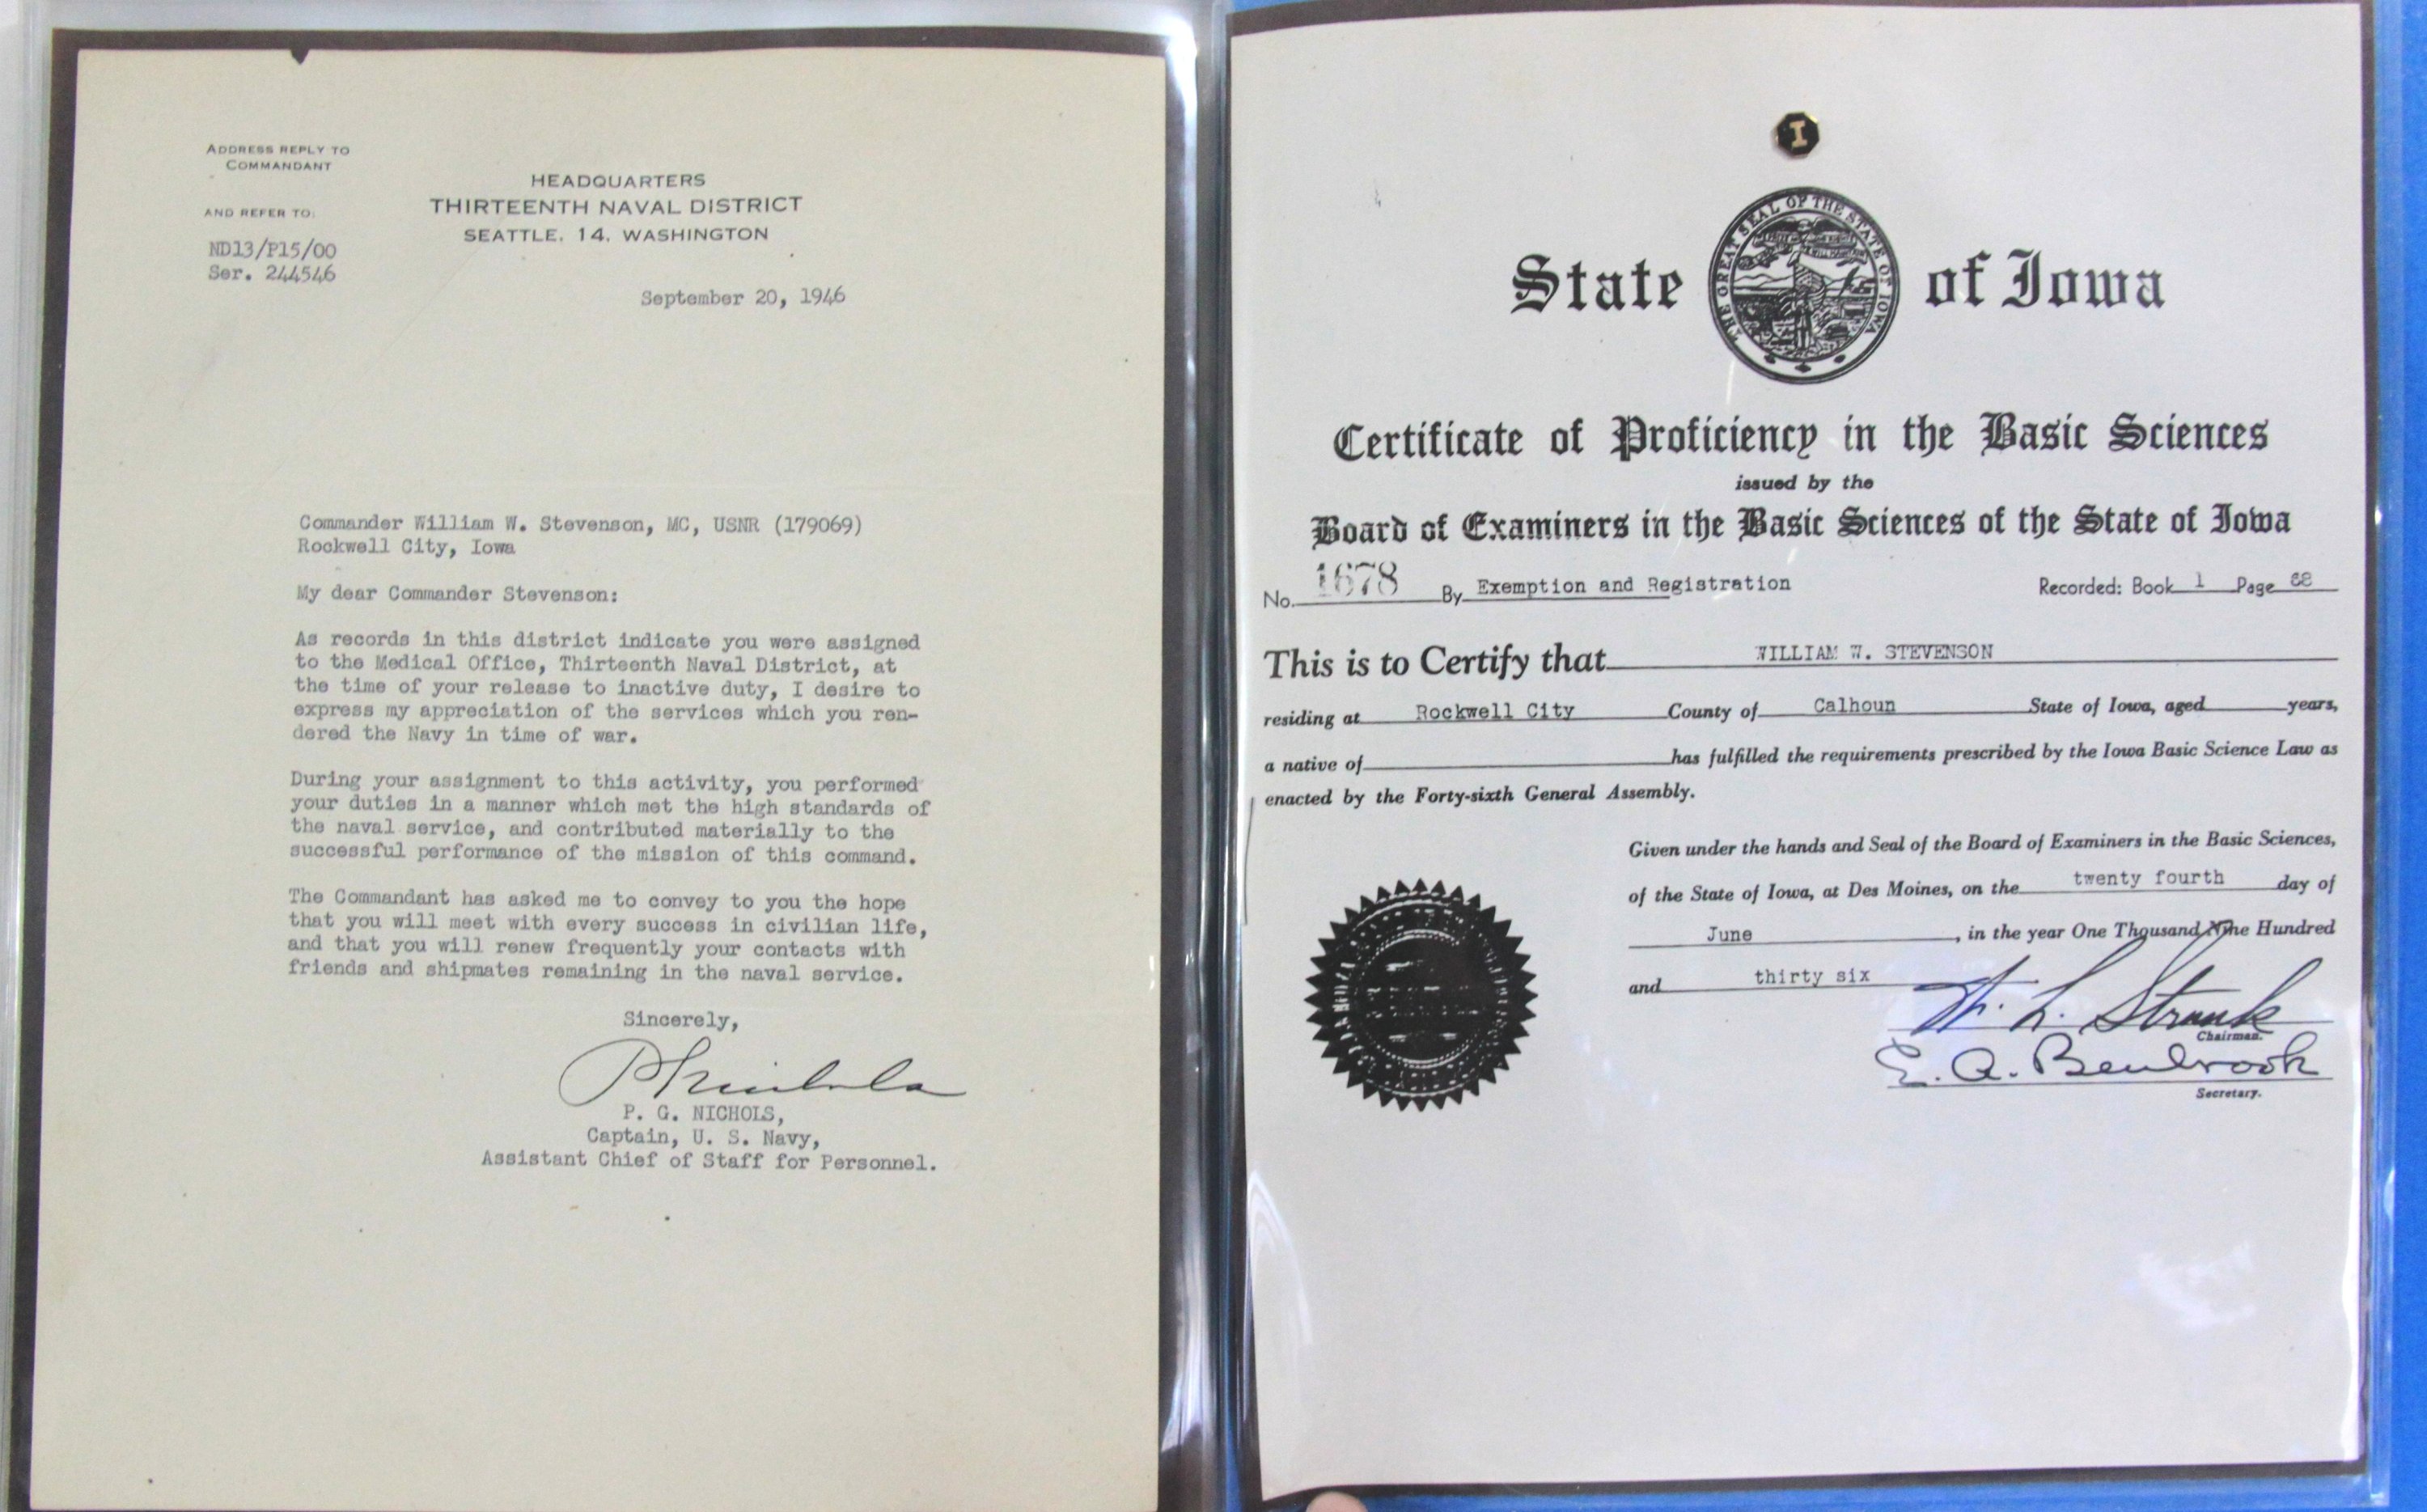 ADDRESS REPLY TO
COMMANDANT
AND REFER TO:
ND13/P15/00
Ser. 244546
HEADQUARTERS
THIRTEENTH NAVAL DISTRICT
SEATTLE, 14, WASHINGTON
September 20, 1946
Commander William W. Stevenson, MC, USNR (179069)
Rockwell City, Iowa
My dear Commander Stevenson:
As records in this district indicate you were assigned
to the Medical Office, Thirteenth Naval District, at
the time of your release to inactive duty, I desire to
express my appreciation of the services which you ren-
dered the Navy in time of war.
During your assignment to this activity, you performed
your duties in a manner which met the high standards of
the naval service, and contributed materially to the
successful performance of the mission of this command.
The Commandant has asked me to convey to you the hope
that you will meet with every success in civilian life,
and that you will renew frequently your contacts with
friends and shipmates remaining in the naval service.
Sincerely,
P. G. NICHOLS,
Captain, U. S. Navy,
Assistant Chief of Staff for Personnel.
I
THE GREAT SEAL OF THE STATE OF IOWA
State of Iowa
Certificate of Proficiency in the Basic Sciences
issued by the
Board of Examiners in the Basic Sciences of the State of Iowa
No. 1678 By Exemption and Registration Recorded: Book 1 Page 68
This is to Certify that WILLIAM W. STEVENSON
residing at Rockwell City County of Calhoun State of Iowa, aged years,
a native of has fulfilled the requirements prescribed by the Iowa Basic Science Law as
enacted by the Forty-sixth General Assembly.
Given under the hands and Seal of the Board of Examiners in the Basic Sciences,
of the State of Iowa, at Des Moines, on the twenty fourth day of
June , in the year One Thousand Nine Hundred
and thirty six
Chairman.
E. A. Benbrook
Secretary.